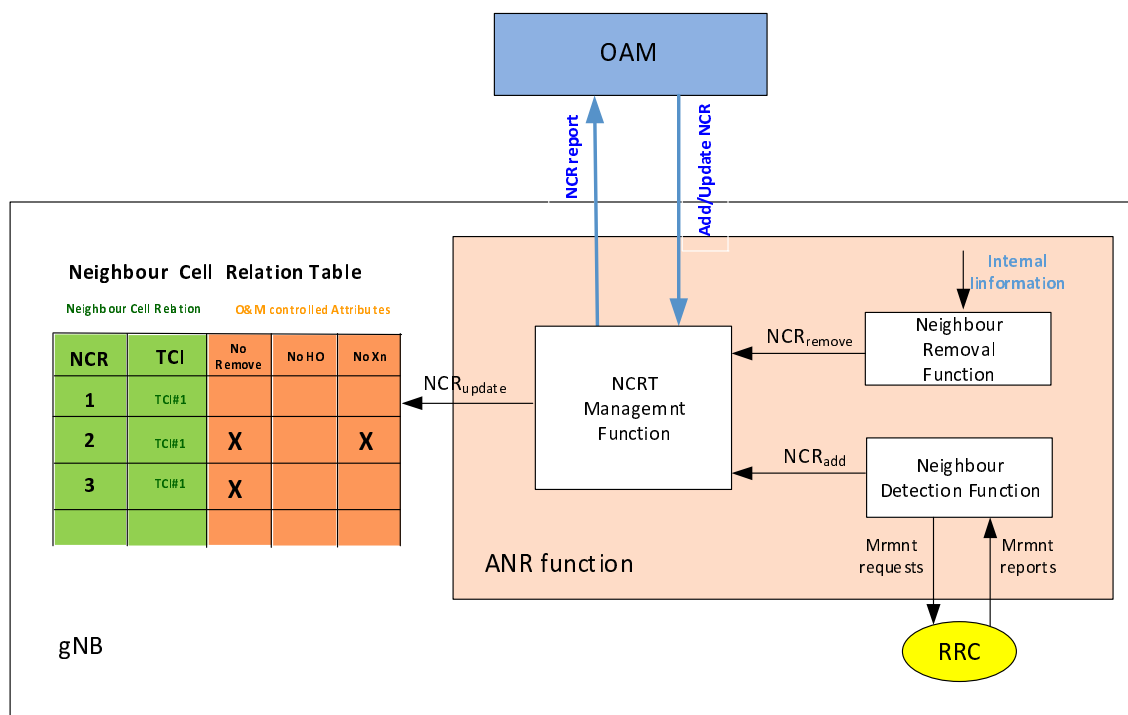 OAM
NCR report
Add/Update NCR
Neighbour Cell Relation Table
Neighbour Cell Relation
O&M controlled Attributes
NCR
TCI
No
Remove
No HO
No Xn
1
TCI#1
2
TCI#1
X
X
3
TCI#1
X
NCRupdate
NCRT
Managemnt
Function
NCRremove
NCRadd
Internal
Iinformation
Neighbour
Removal
Function
Neighbour
Detection Function
Mrmnt
requests
Mrmnt
reports
ANR function
RRC
gNB